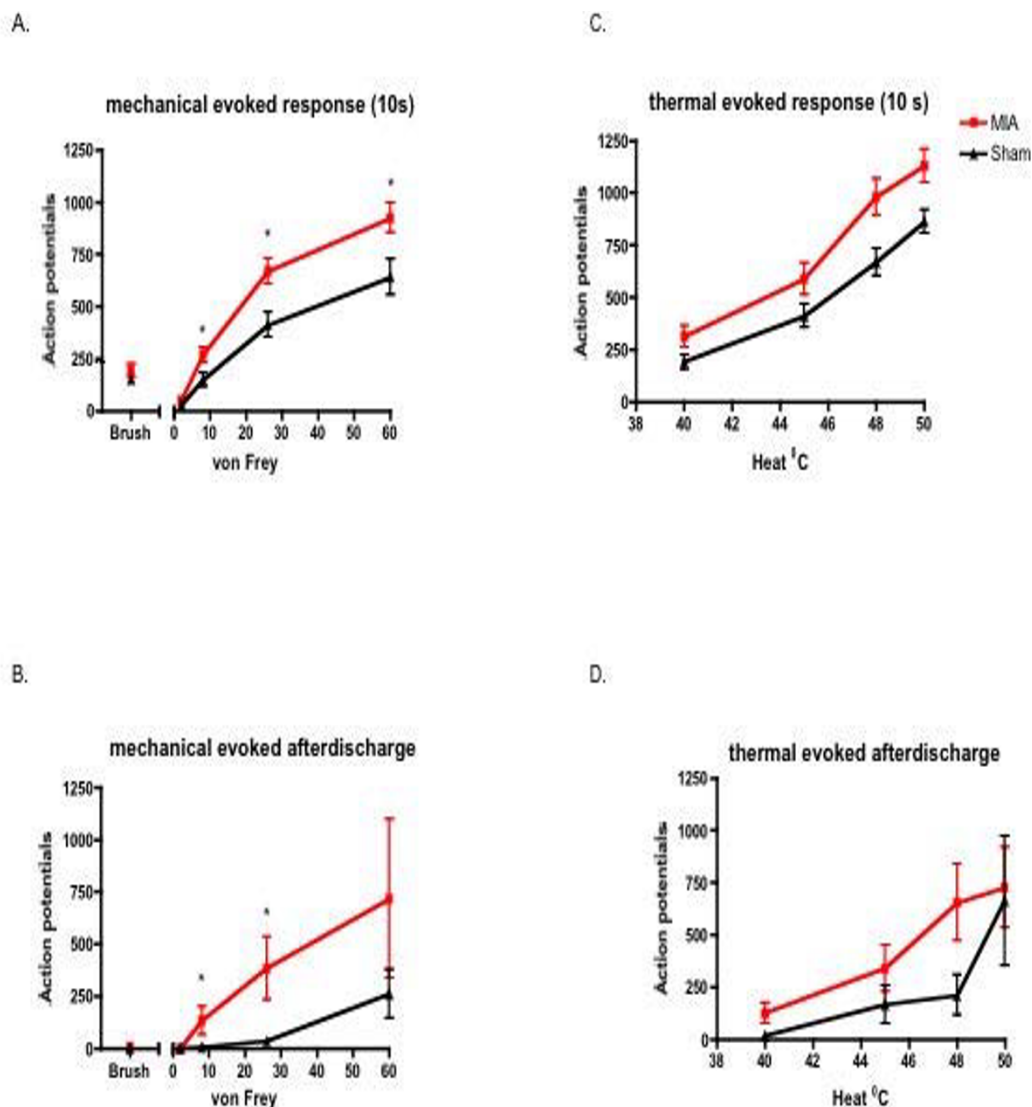 A.
mechanical evoked response (10s)
Action potentials
1250
1000
750
500
250
0
*
*
*
Brush
0 10 20 30 40 50 60
von Frey
C.
thermal evoked response (10 s)
MIA
Sham
Action potentials
1250
1000
750
500
250
0
38 40 42 44 46 48 50
Heat ⁰C
B.
mechanical evoked afterdischarge
Action potentials
1250
1000
750
500
250
0
*
*
Brush
0 10 20 30 40 50 60
von Frey
D.
thermal evoked afterdischarge
Action potentials
1250
1000
750
500
250
0
38 40 42 44 46 48 50
Heat ⁰C